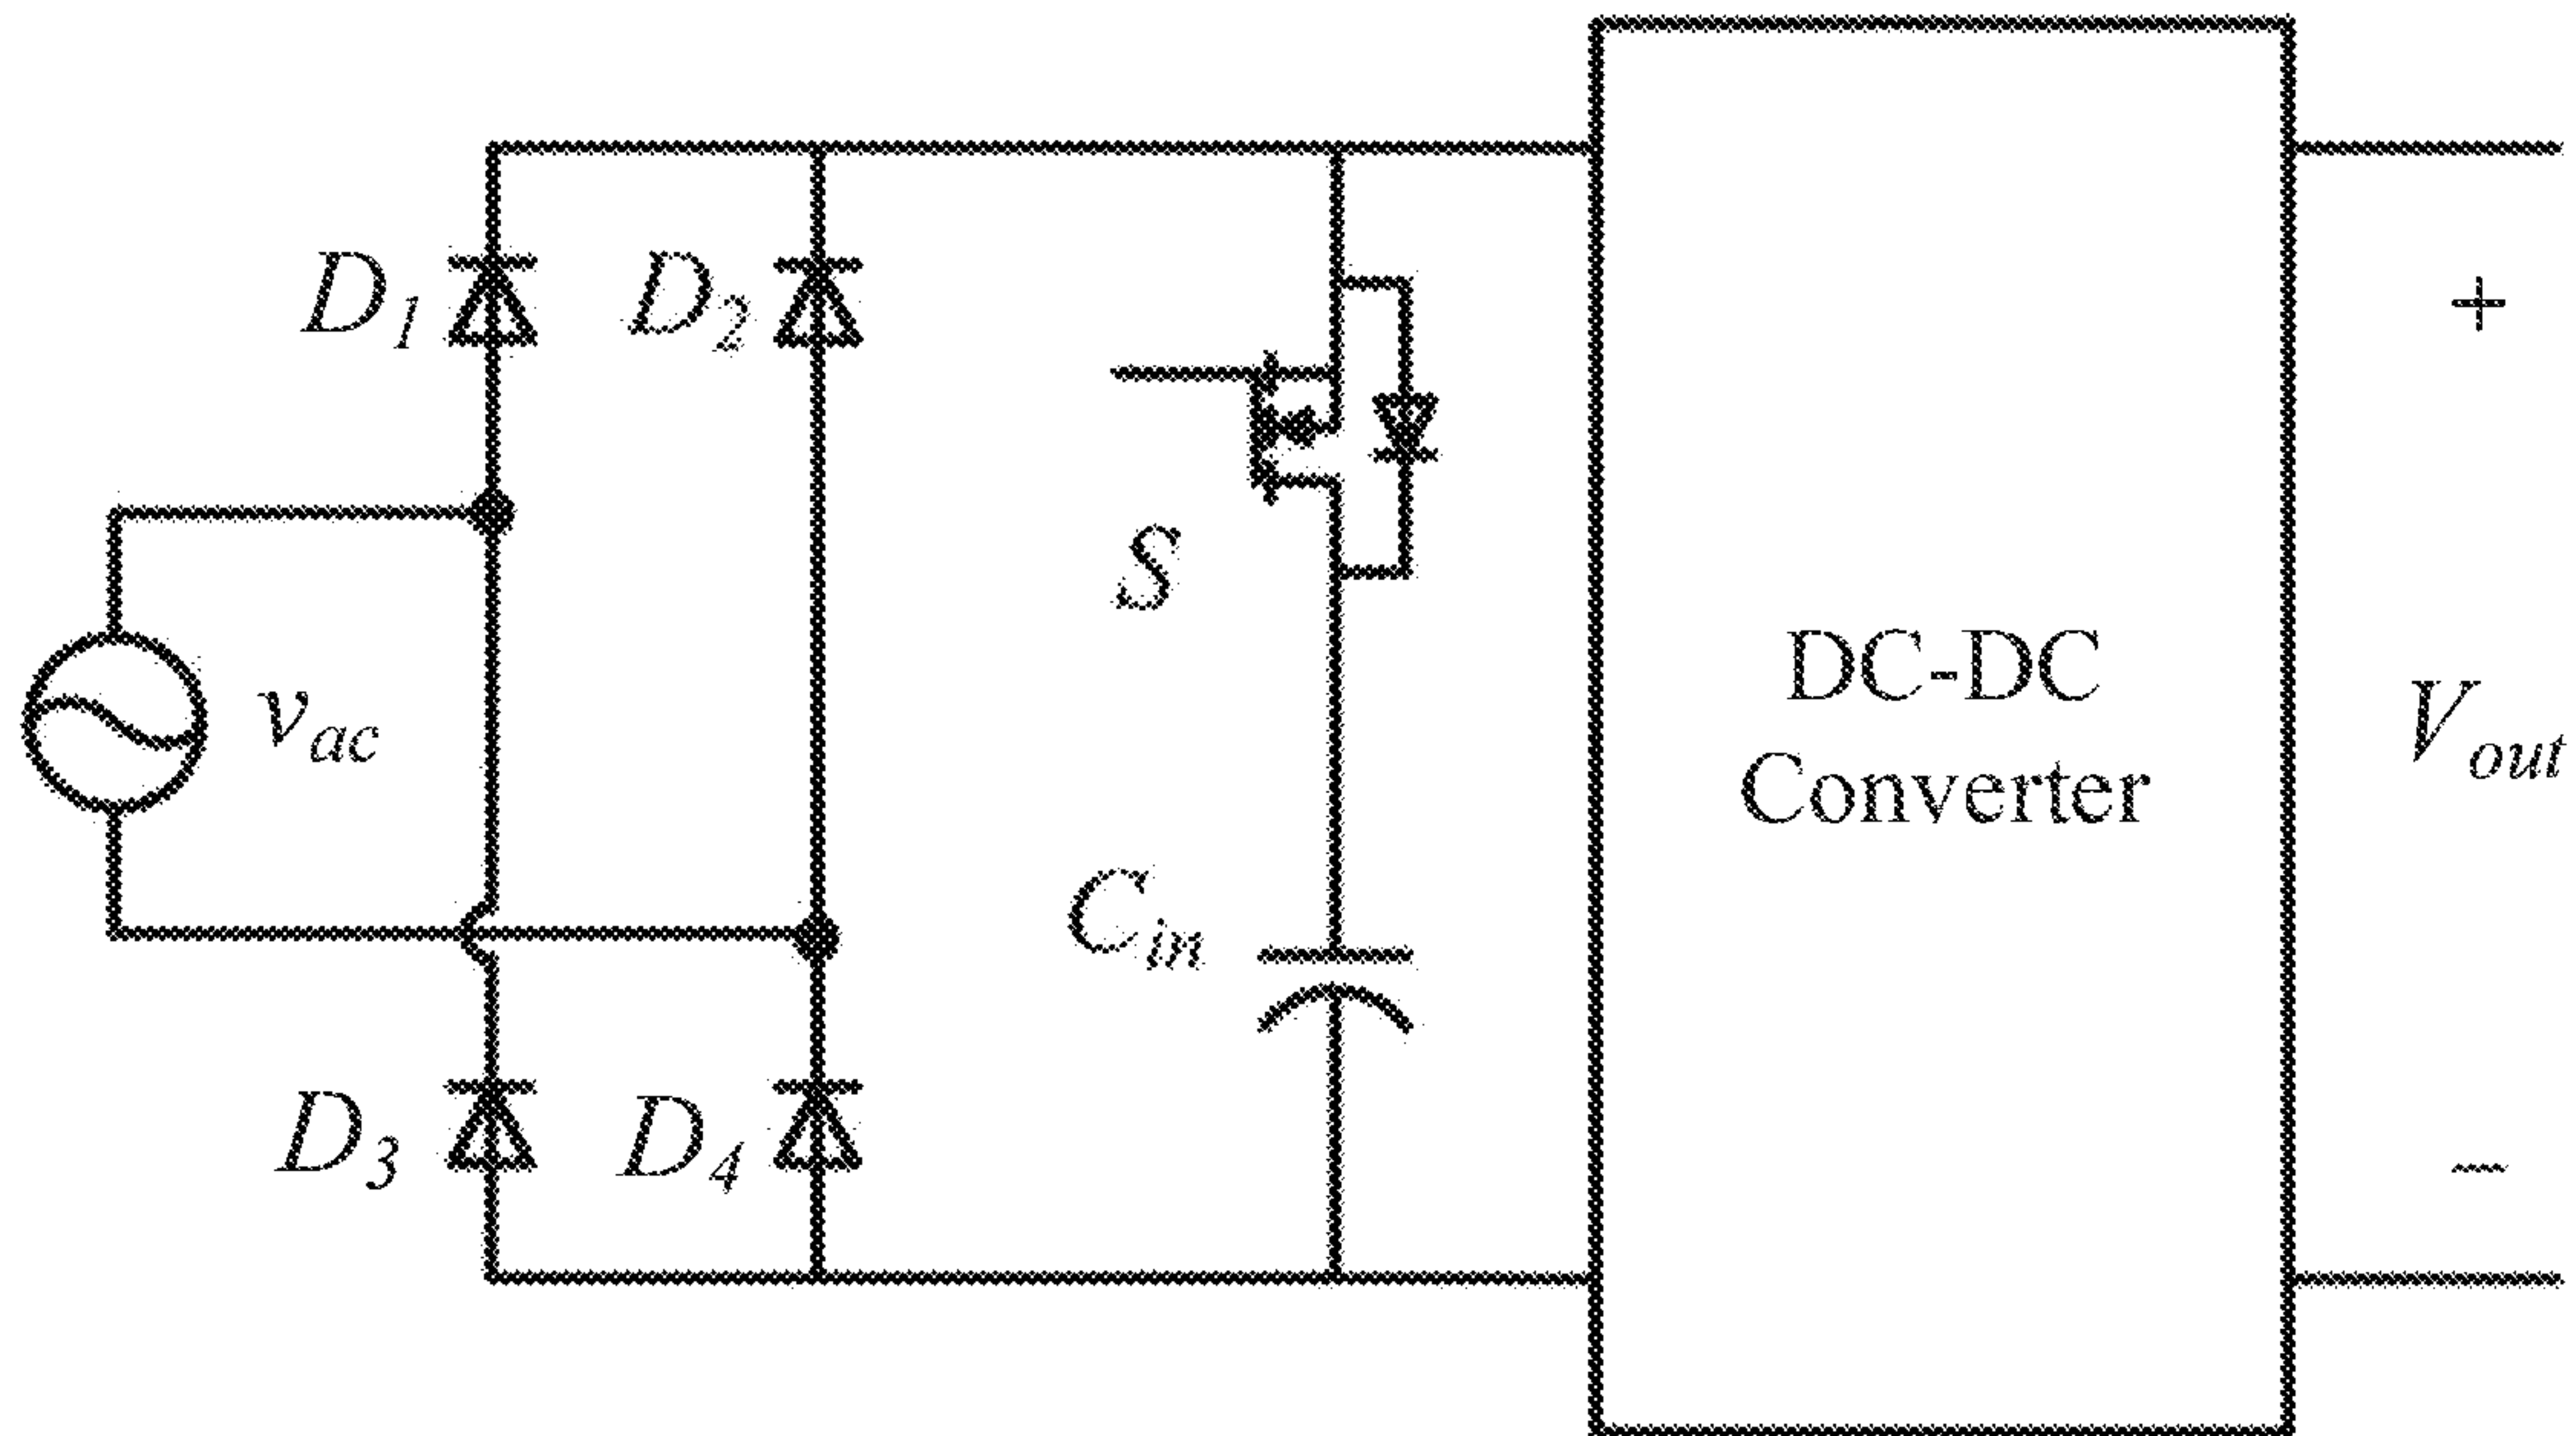 D1
D2
+
S
DC-DC
Converter
vac
Vout
Cin
D3
D4
−